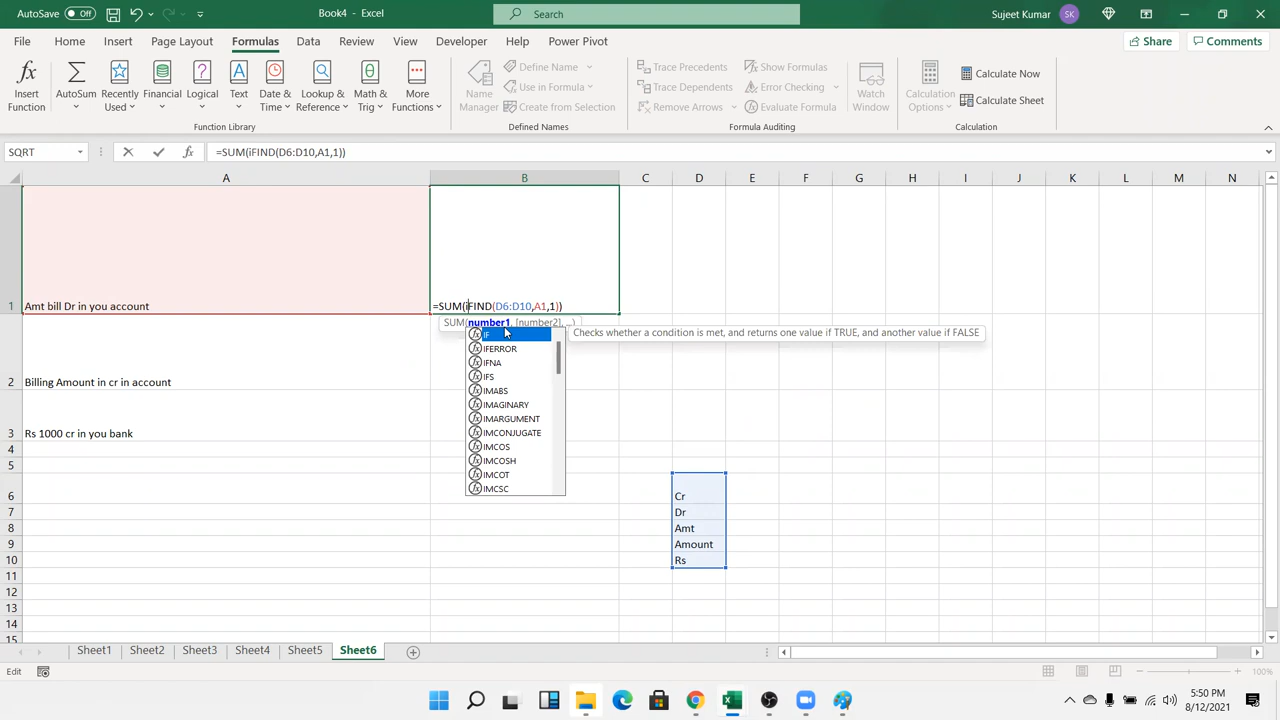 AutoSave Off Book4 - Excel Search Sujeet Kumar SK
File Home Insert Page Layout Formulas Data Review View Developer Help Power Pivot Share Comments
Insert Function AutoSum Recently Used Financial Logical Text Date & Time Lookup & Reference Math & Trig More Functions
Name Manager Define Name Use in Formula Create from Selection
Trace Precedents Trace Dependents Remove Arrows Show Formulas Error Checking Evaluate Formula Watch Window
Calculation Options Calculate Now Calculate Sheet
Function Library Defined Names Formula Auditing Calculation
SQRT fx =SUM(iFIND(D6:D10,A1,1))
A B C D E F G H I J K L M N
1 Amt bill Dr in you account =SUM(iFIND(D6:D10,A1,1))
SUM(number1, [number2], ...)
IF Checks whether a condition is met, and returns one value if TRUE, and another value if FALSE
IFERROR
IFNA
IFS
2 Billing Amount in cr in account
IMABS
IMAGINARY
IMARGUMENT
3 Rs 1000 cr in you bank
IMCONJUGATE
IMCOS
4
IMCOSH
5
IMCOT
IMCSC
6 Cr
7 Dr
8 Amt
9 Amount
10 Rs
11
12
13
14
15
Sheet1 Sheet2 Sheet3 Sheet4 Sheet5 Sheet6
Edit 100%
5:50 PM
8/12/2021